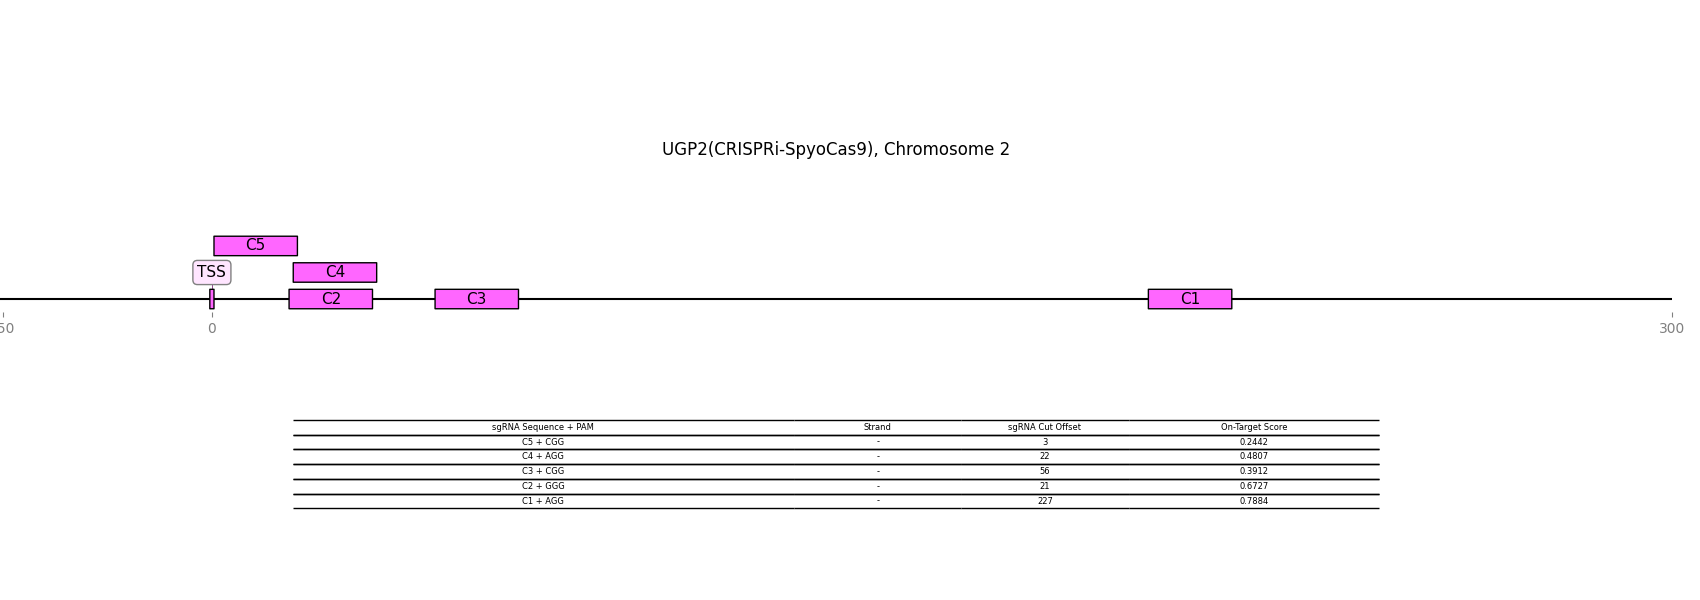 UGP2(CRISPRi-SpyoCas9), Chromosome 2
C5
TSS C4
C2 C3 C1
50 0 300
sgRNA Sequence + PAM Strand sgRNA Cut Offset On-Target Score
C5 + CGG - 3 0.2442
C4 + AGG - 22 0.4807
C3 + CGG - 56 0.3912
C2 + GGG - 21 0.6727
C1 + AGG - 227 0.7884